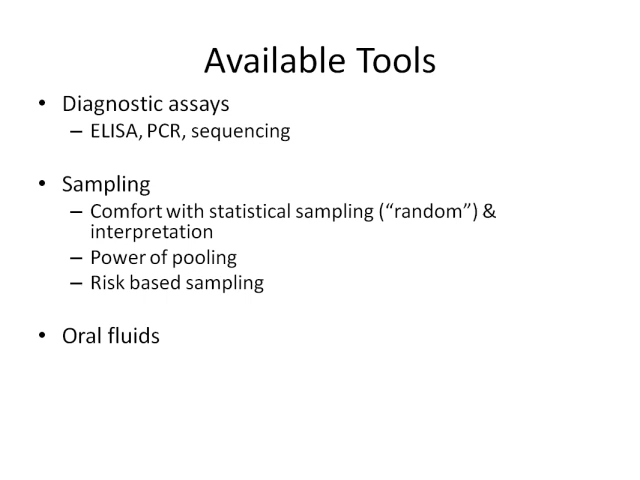 Available Tools
• Diagnostic assays
– ELISA, PCR, sequencing
• Sampling
– Comfort with statistical sampling (“random”) &
interpretation
– Power of pooling
– Risk based sampling
• Oral fluids